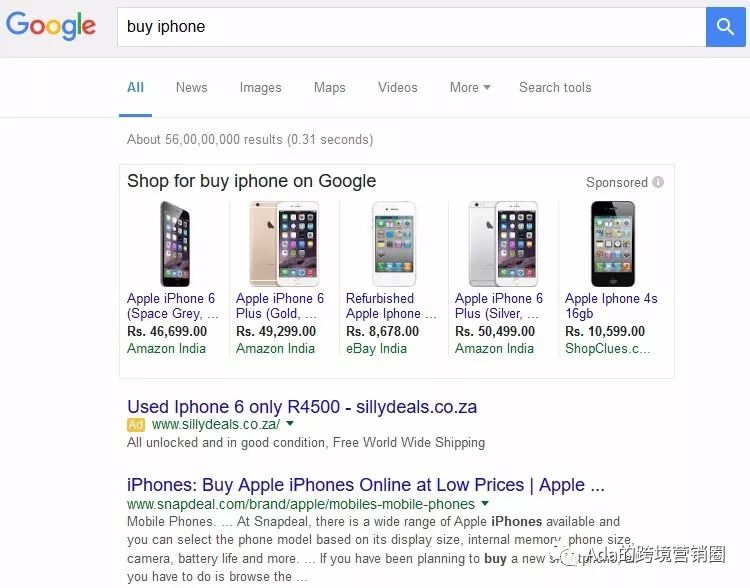 Google
buy iphone
All News Images Maps Videos More Search tools
About 56,00,00,000 results (0.31 seconds)
Shop for buy iphone on Google Sponsored
Apple iPhone 6
(Space Grey, ...
Rs. 46,699.00
Amazon India
Apple iPhone 6
Plus (Gold, ...
Rs. 49,299.00
Amazon India
Refurbished
Apple Iphone ...
Rs. 8,678.00
eBay India
Apple iPhone 6
Plus (Silver, ...
Rs. 50,499.00
Amazon India
Apple Iphone 4s
16gb
Rs. 10,599.00
ShopClues.c...
Used Iphone 6 only R4500 - sillydeals.co.za
Ad www.sillydeals.co.za/
All unlocked and in good condition, Free World Wide Shipping
iPhones: Buy Apple iPhones Online at Low Prices | Apple ...
www.snapdeal.com/brand/apple/mobiles-mobile-phones
Mobile Phones. ... At Snapdeal, there is a wide range of Apple iPhones available and
you can select the phone model based on its display size, internal memory, phone size,
camera, battery life and more. ... If you have been planning to buy a new
you have to do is browse the ...
Ada的跨境营销圈